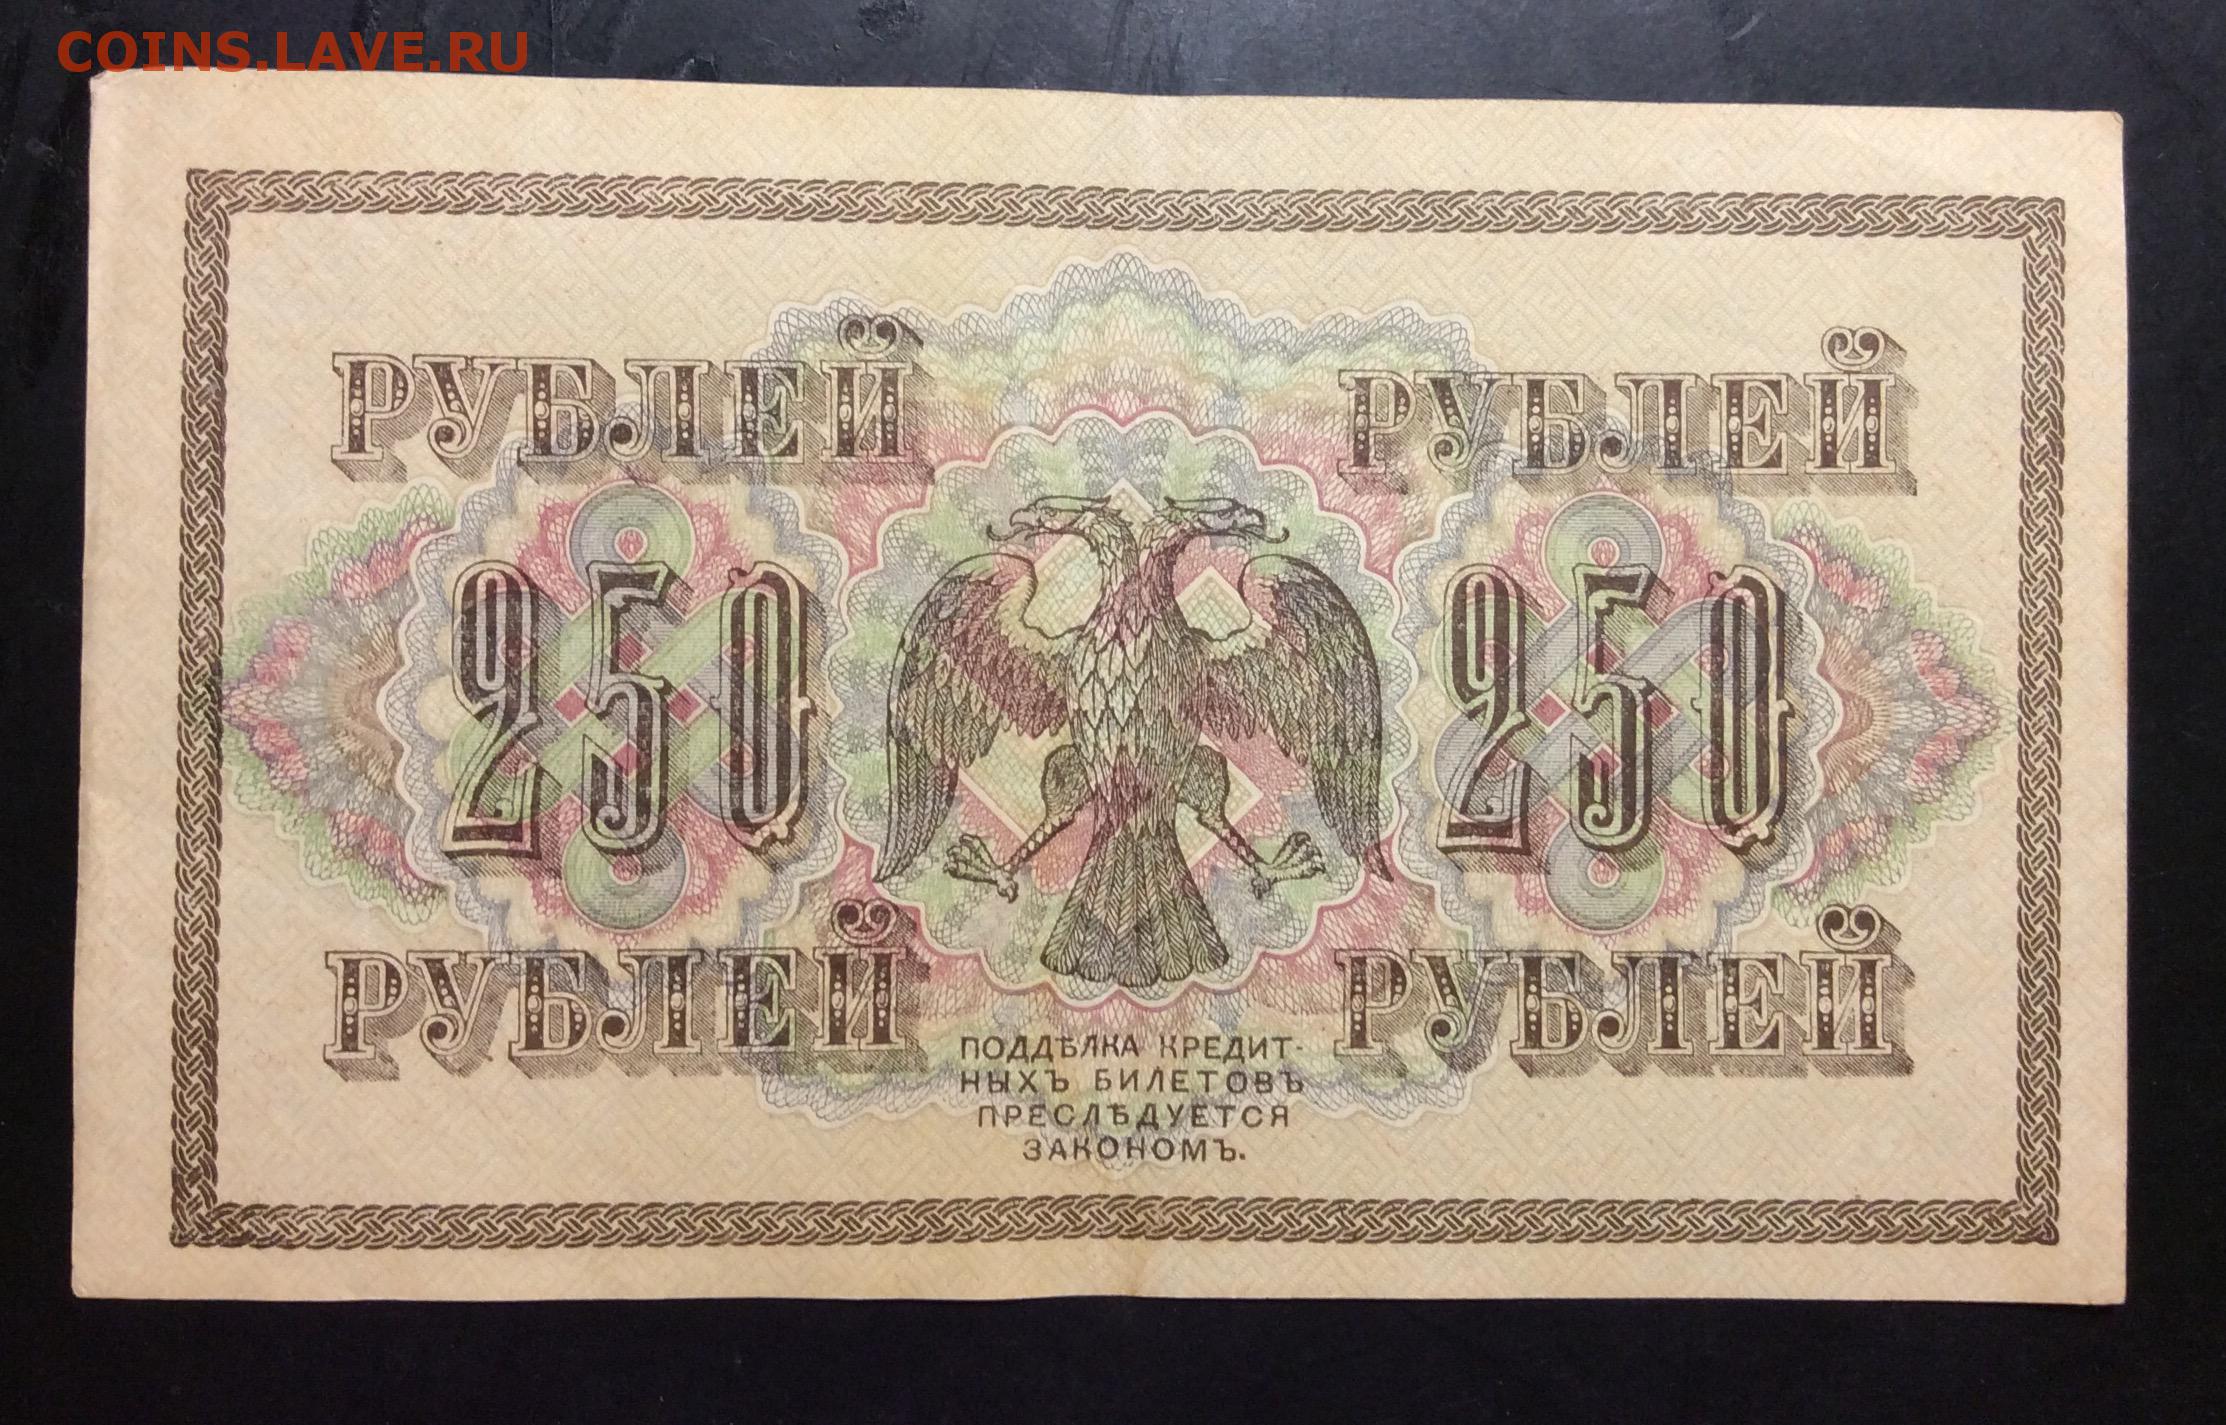 COINS.LAVE.RU
РУБЛЕЙ РУБЛЕЙ
250 250
РУБЛЕЙ РУБЛЕЙ
ПОДДѢЛКА КРЕДИТ-
НЫХЪ БИЛЕТОВЪ
ПРЕСЛѢДУЕТСЯ
ЗАКОНОМЪ.